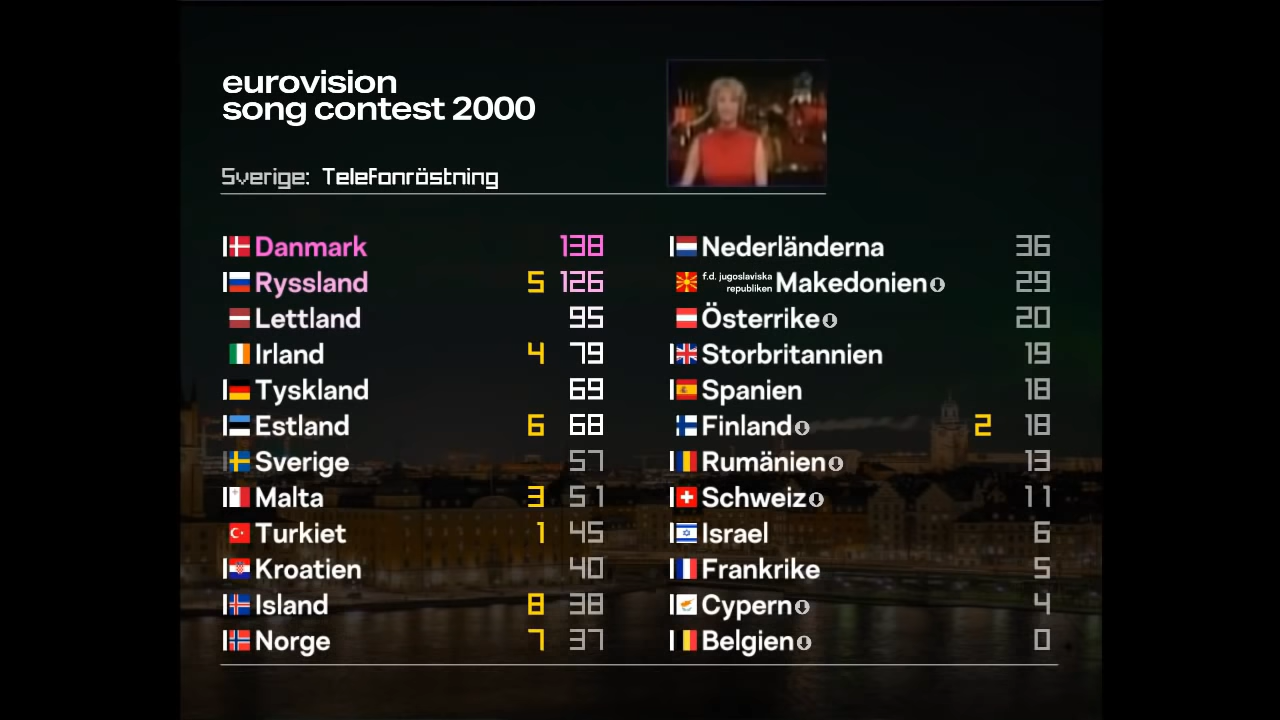 eurovision
song contest 2000
Sverige: Telefonröstning
Danmark 138
Ryssland 5 126
Lettland 95
Irland 4 79
Tyskland 69
Estland 6 68
Sverige 57
Malta 3 51
Turkiet 1 45
Kroatien 40
Island 8 38
Norge 7 37
Nederländerna 36
f.d. jugoslaviska
republiken Makedonien 29
Österrike 20
Storbritannien 19
Spanien 18
Finland 2 18
Rumänien 13
Schweiz 11
Israel 6
Frankrike 5
Cypern 4
Belgien 0